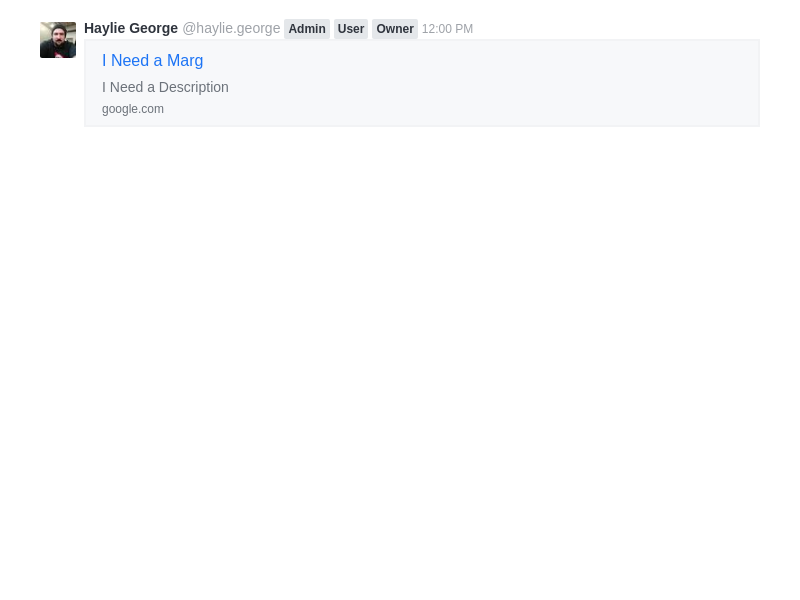 Haylie George @haylie.george Admin User Owner 12:00 PM
I Need a Marg
I Need a Description
google.com